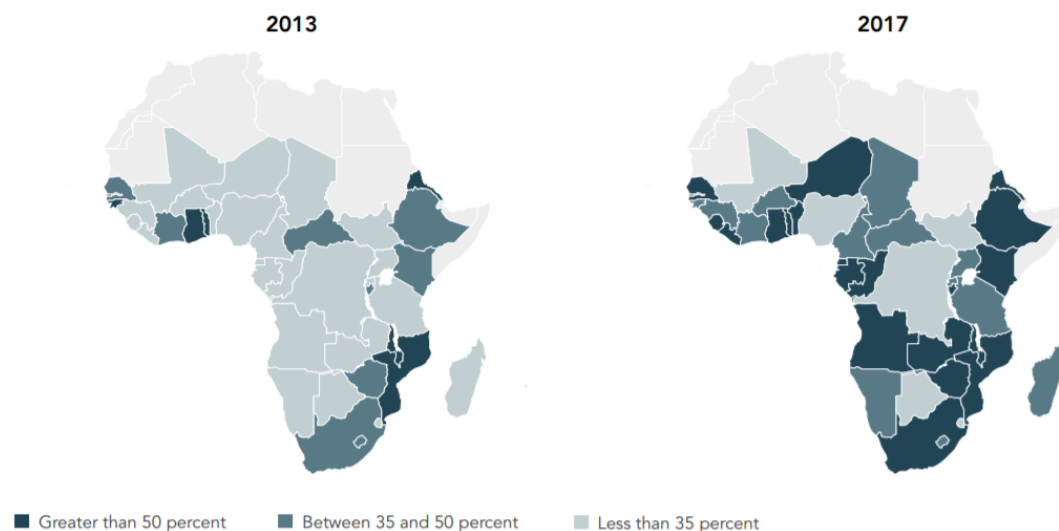 2013
2017
Greater than 50 percent
Between 35 and 50 percent
Less than 35 percent